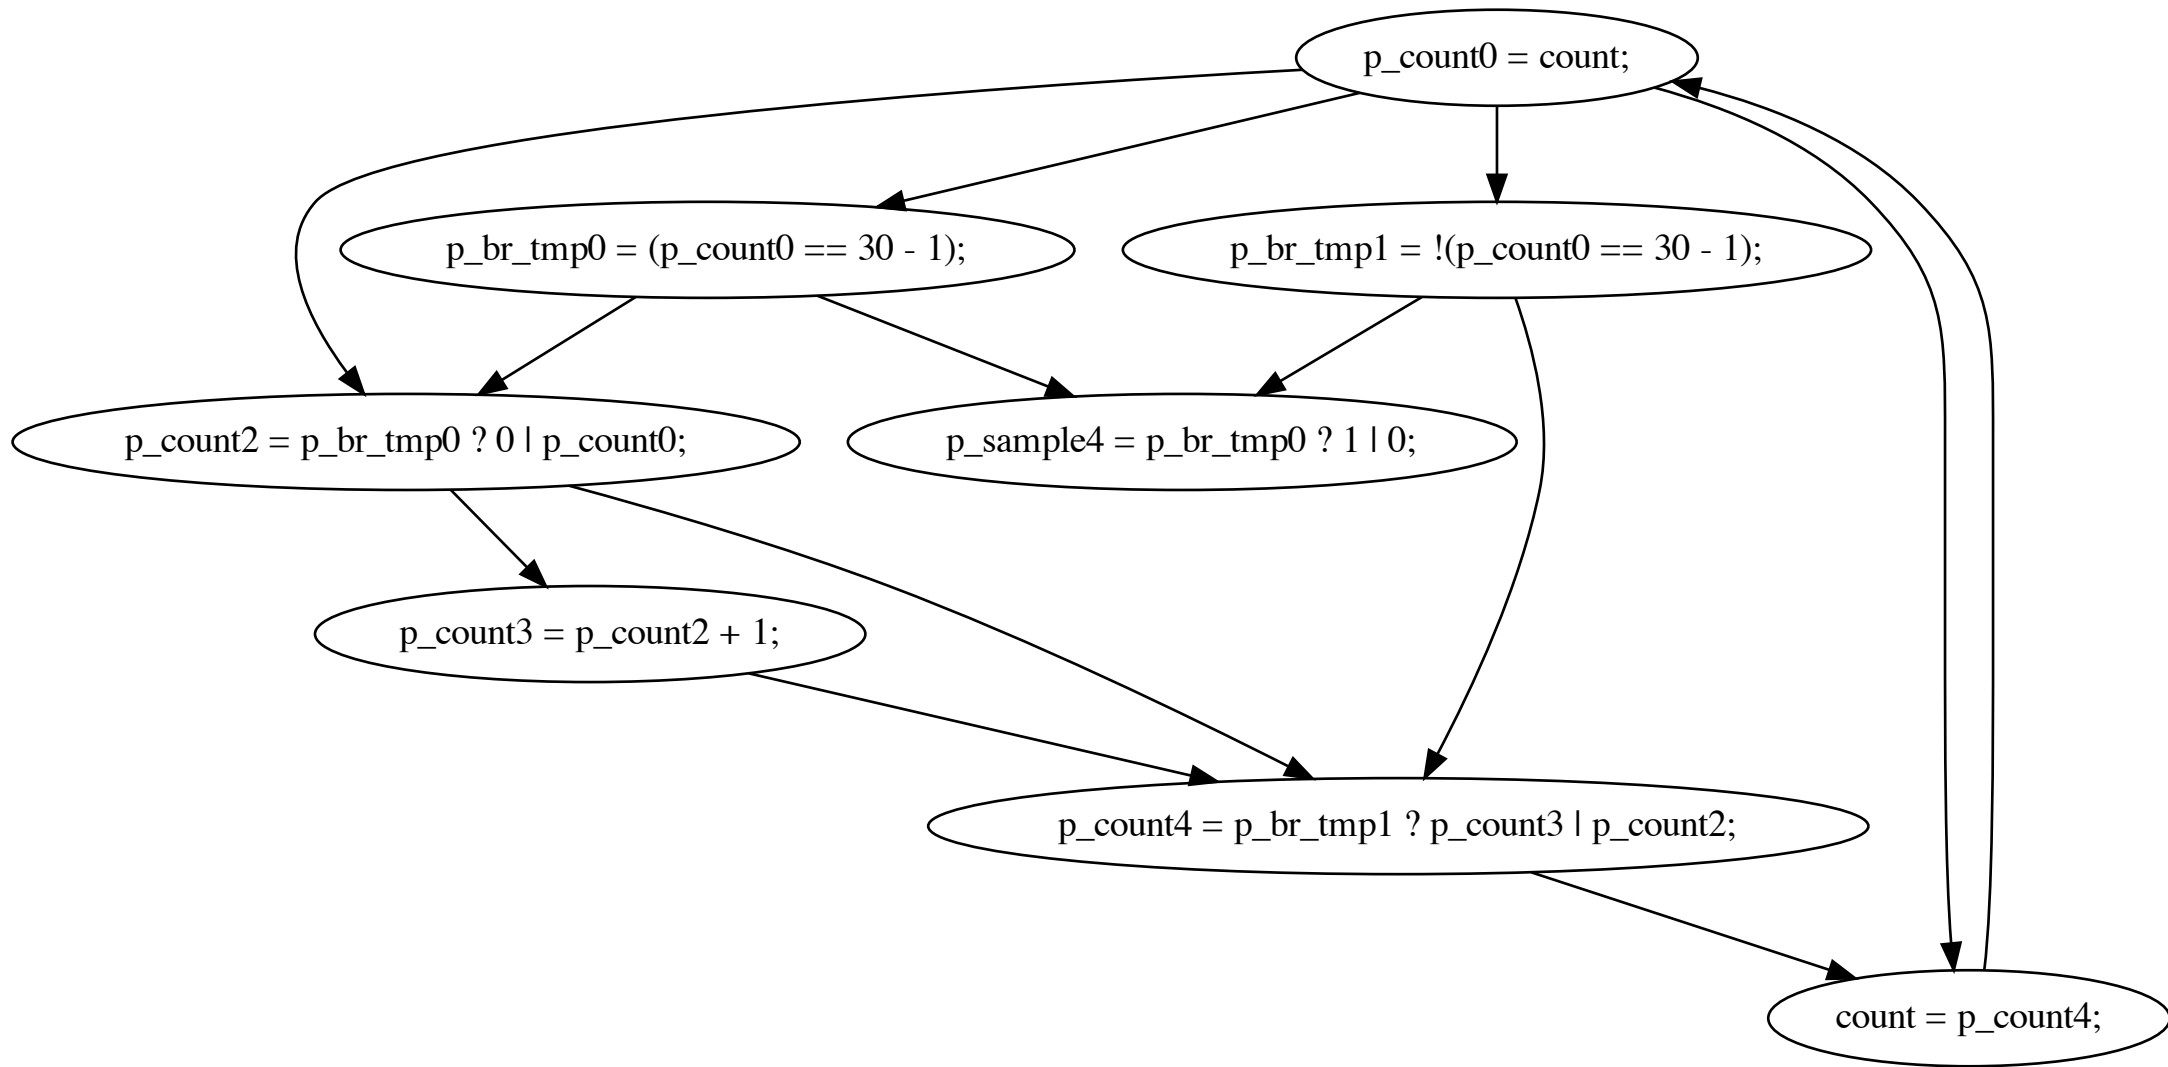 p_count0 = count;
p_br_tmp0 = (p_count0 == 30 - 1);
p_br_tmp1 = !(p_count0 == 30 - 1);
p_count2 = p_br_tmp0 ? 0 | p_count0;
p_sample4 = p_br_tmp0 ? 1 | 0;
p_count3 = p_count2 + 1;
p_count4 = p_br_tmp1 ? p_count3 | p_count2;
count = p_count4;